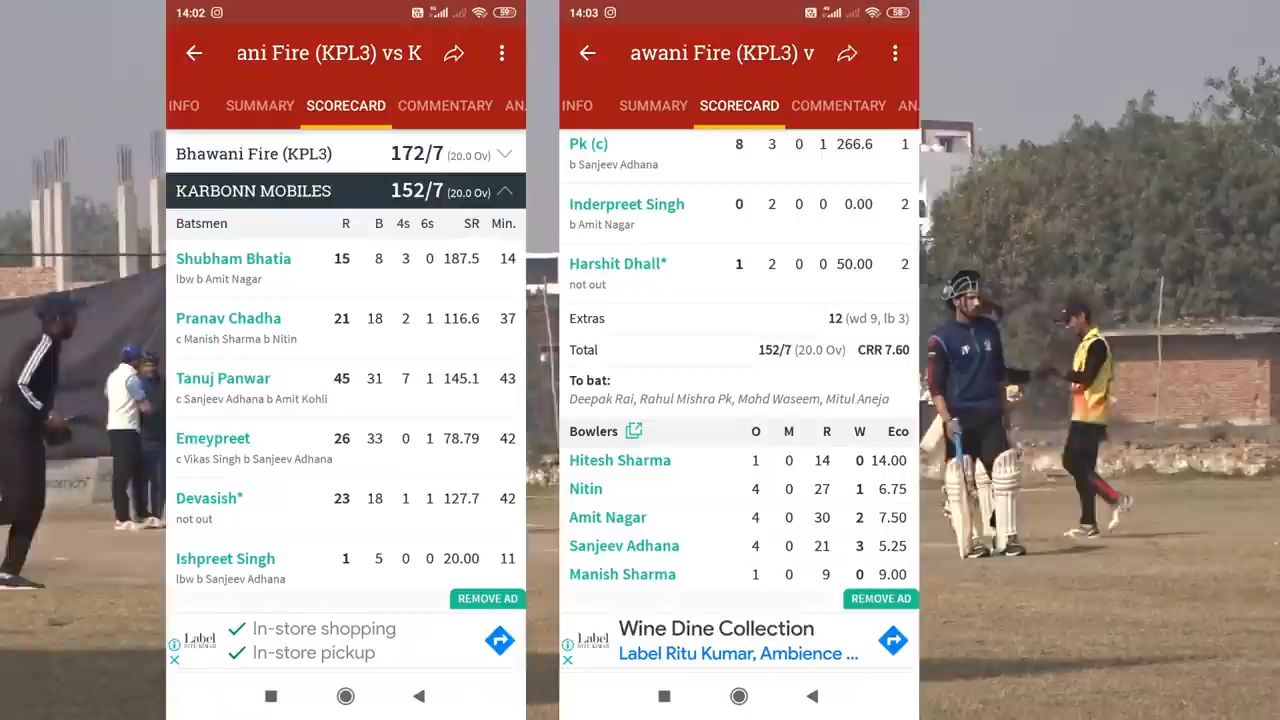 14:02
59
ani Fire (KPL3) vs K
INFO SUMMARY SCORECARD COMMENTARY AN.
Bhawani Fire (KPL3) 172/7 (20.0 Ov)
KARBONN MOBILES 152/7 (20.0 Ov)
Batsmen R B 4s 6s SR Min.
Shubham Bhatia 15 8 3 0 187.5 14
lbw b Amit Nagar
Pranav Chadha 21 18 2 1 116.6 37
c Manish Sharma b Nitin
Tanuj Panwar 45 31 7 1 145.1 43
c Sanjeev Adhana b Amit Kohli
Emeypreet 26 33 0 1 78.79 42
c Vikas Singh b Sanjeev Adhana
Devasish* 23 18 1 1 127.7 42
not out
Ishpreet Singh 1 5 0 0 20.00 11
lbw b Sanjeev Adhana
REMOVE AD
Label
RITU KUMAR
In-store shopping
In-store pickup
14:03
58
awani Fire (KPL3) v
INFO SUMMARY SCORECARD COMMENTARY AN.
Pk (c) 8 3 0 1 266.6 1
b Sanjeev Adhana
Inderpreet Singh 0 2 0 0 0.00 2
b Amit Nagar
Harshit Dhall* 1 2 0 0 50.00 2
not out
Extras 12 (wd 9, lb 3)
Total 152/7 (20.0 Ov) CRR 7.60
To bat:
Deepak Rai, Rahul Mishra Pk, Mohd Waseem, Mitul Aneja
Bowlers O M R W Eco
Hitesh Sharma 1 0 14 0 14.00
Nitin 4 0 27 1 6.75
Amit Nagar 4 0 30 2 7.50
Sanjeev Adhana 4 0 21 3 5.25
Manish Sharma 1 0 9 0 9.00
REMOVE AD
Label
RITU KUMAR
Wine Dine Collection
Label Ritu Kumar, Ambience ...